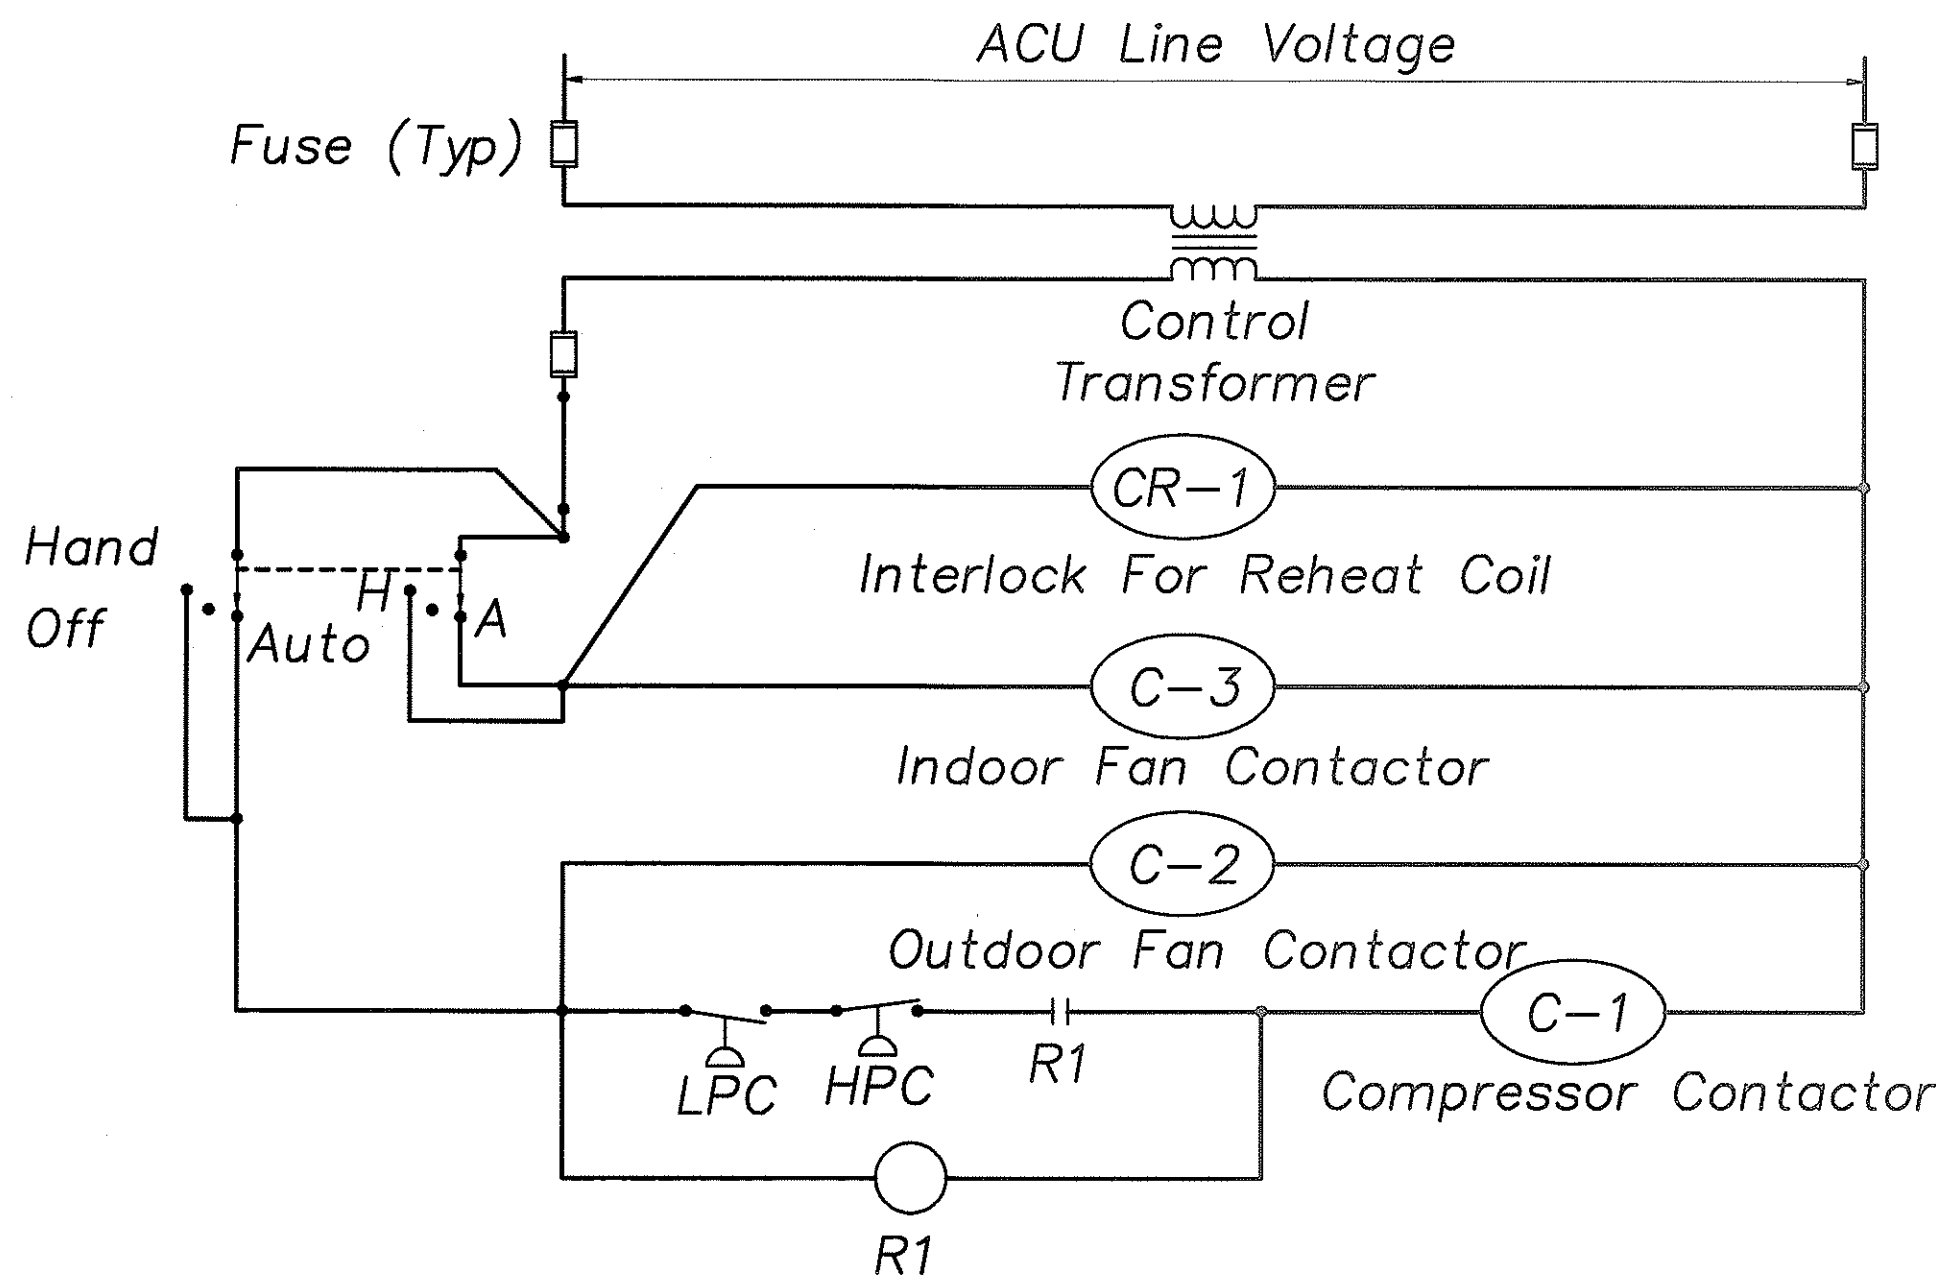 ACU Line Voltage
Fuse (Typ)
Control
Transformer
CR-1
Interlock For Reheat Coil
Hand
H
A
Off
Auto
C-3
Indoor Fan Contactor
C-2
Outdoor Fan Contactor
C-1
R1
LPC
HPC
Compressor Contactor
R1